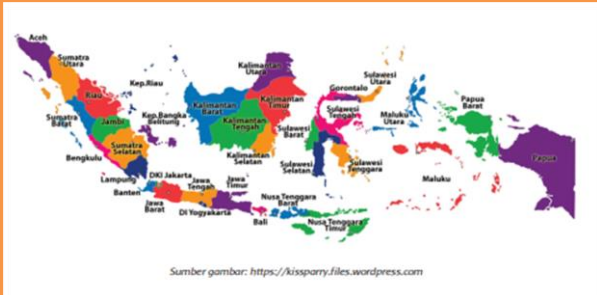 Aceh
Sumatra
Utara
Riau
Kep.Riau
Sumatra
Barat
Jambi
Kep.Bangka
Belitung
Sumatra
Selatan
Bengkulu
Lampung
Banten
DKI Jakarta
Jawa
Barat
Jawa
Tengah
DI Yogyakarta
Jawa
Timur
Bali
Nusa Tenggara
Barat
Nusa Tenggara
Timur
Kalimantan
Utara
Kalimantan
Barat
Kalimantan
Timur
Kalimantan
Tengah
Kalimantan
Selatan
Gorontalo
Sulawesi
Utara
Sulawesi
Tengah
Sulawesi
Barat
Sulawesi
Selatan
Sulawesi
Tenggara
Maluku
Utara
Maluku
Papua
Barat
Papua
Sumber gambar: https://kissparry.files.wordpress.com